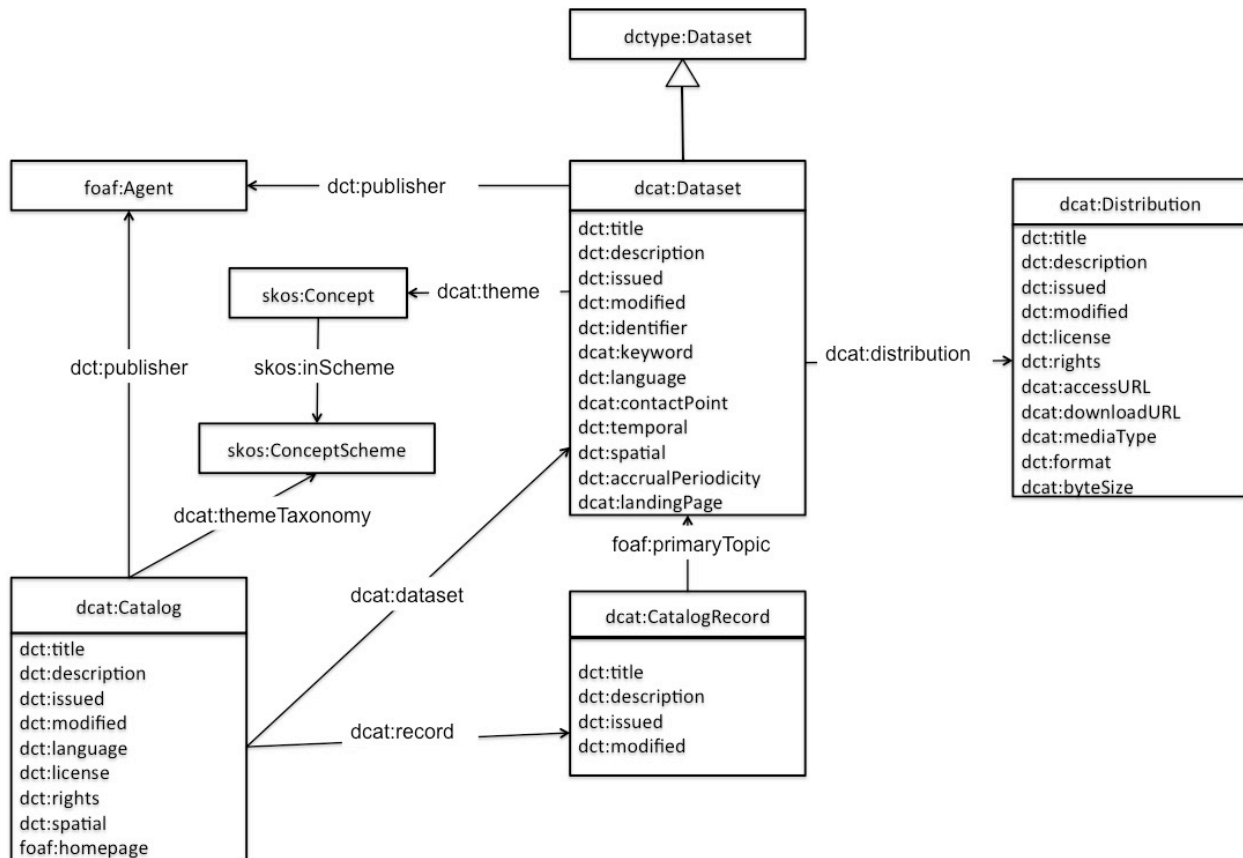 dctype:Dataset
foaf:Agent
dct:publisher
dcat:Dataset
dct:title
dct:description
dct:issued
dct:modified
dct:identifier
dcat:keyword
dct:language
dcat:contactPoint
dct:temporal
dct:spatial
dct:accrualPeriodicity
dcat:landingPage
dcat:Distribution
dct:title
dct:description
dct:issued
dct:modified
dct:license
dct:rights
dcat:accessURL
dcat:downloadURL
dcat:mediaType
dct:format
dcat:byteSize
skos:Concept
dcat:theme
dcat:distribution
dct:publisher
skos:inScheme
skos:ConceptScheme
dcat:themeTaxonomy
foaf:primaryTopic
dcat:dataset
dcat:Catalog
dct:title
dct:description
dct:issued
dct:modified
dct:language
dct:license
dct:rights
dct:spatial
foaf:homepage
dcat:record
dcat:CatalogRecord
dct:title
dct:description
dct:issued
dct:modified